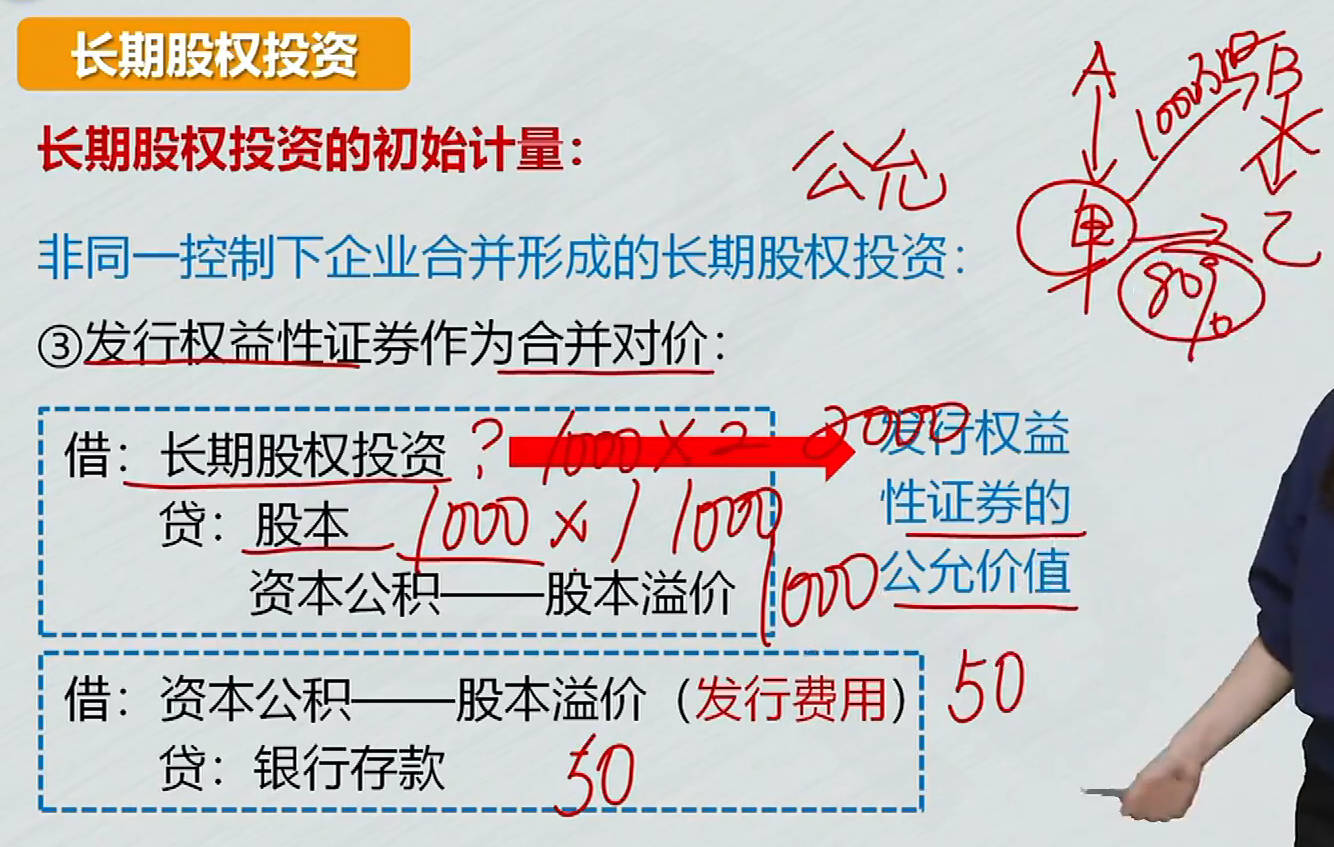 长期股权投资
长期股权投资的初始计量：
公允
A
B
1000万股
甲
乙
80%
非同一控制下企业合并形成的长期股权投资：
③发行权益性证券作为合并对价：
借：长期股权投资 ? 1000×2 2000
贷：股本 1000×1 1000
资本公积——股本溢价 1000
发行权益
性证券的
公允价值
借：资本公积——股本溢价（发行费用） 50
贷：银行存款 50